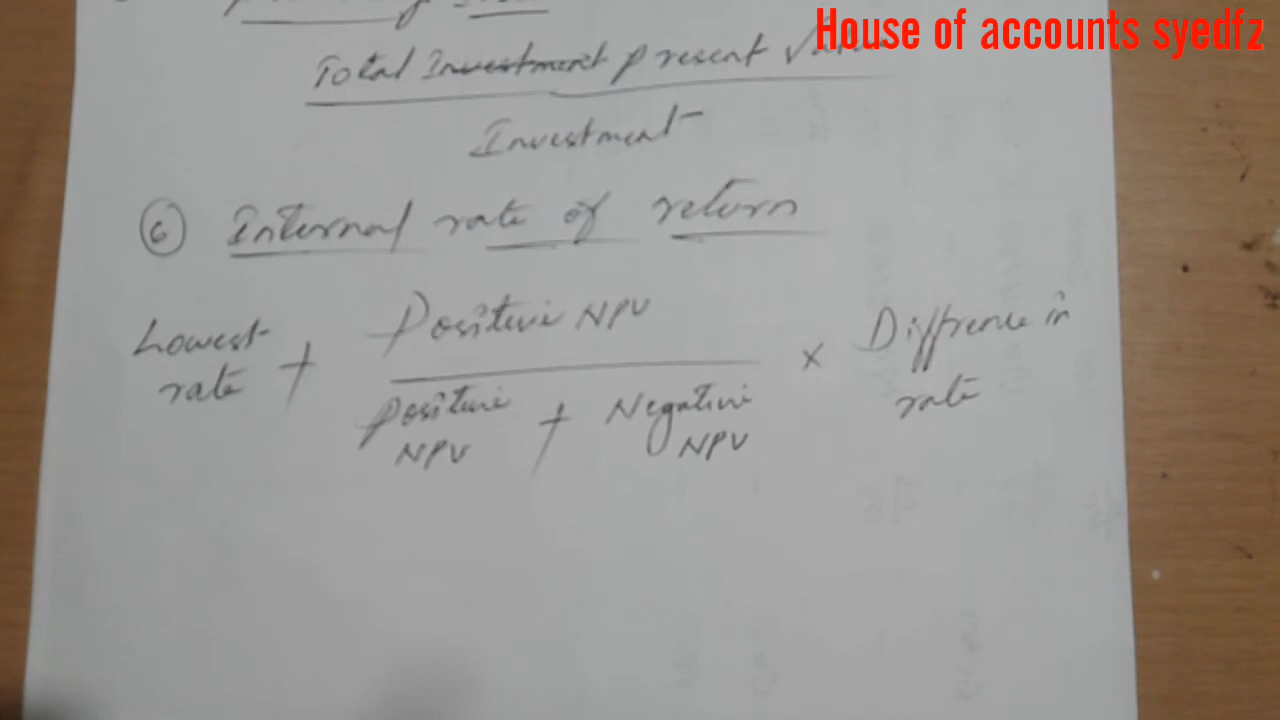 House of accounts syedfz
Total Investment present
Investment
6 Internal rate of return
Lowest rate + Positive NPV × Difference in rate
Positive NPV + Negative NPV